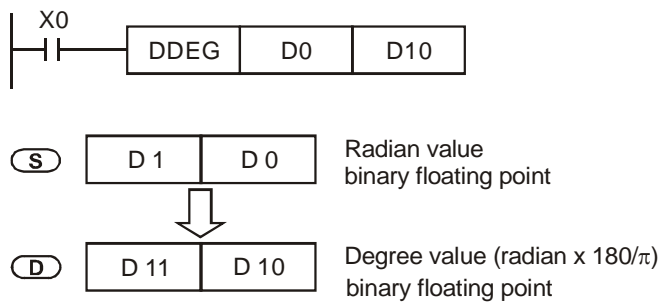 X0
DDEG D0 D10
S D 1 D 0 Radian value
binary floating point
D D 11 D 10 Degree value (radian x 180/π)
binary floating point